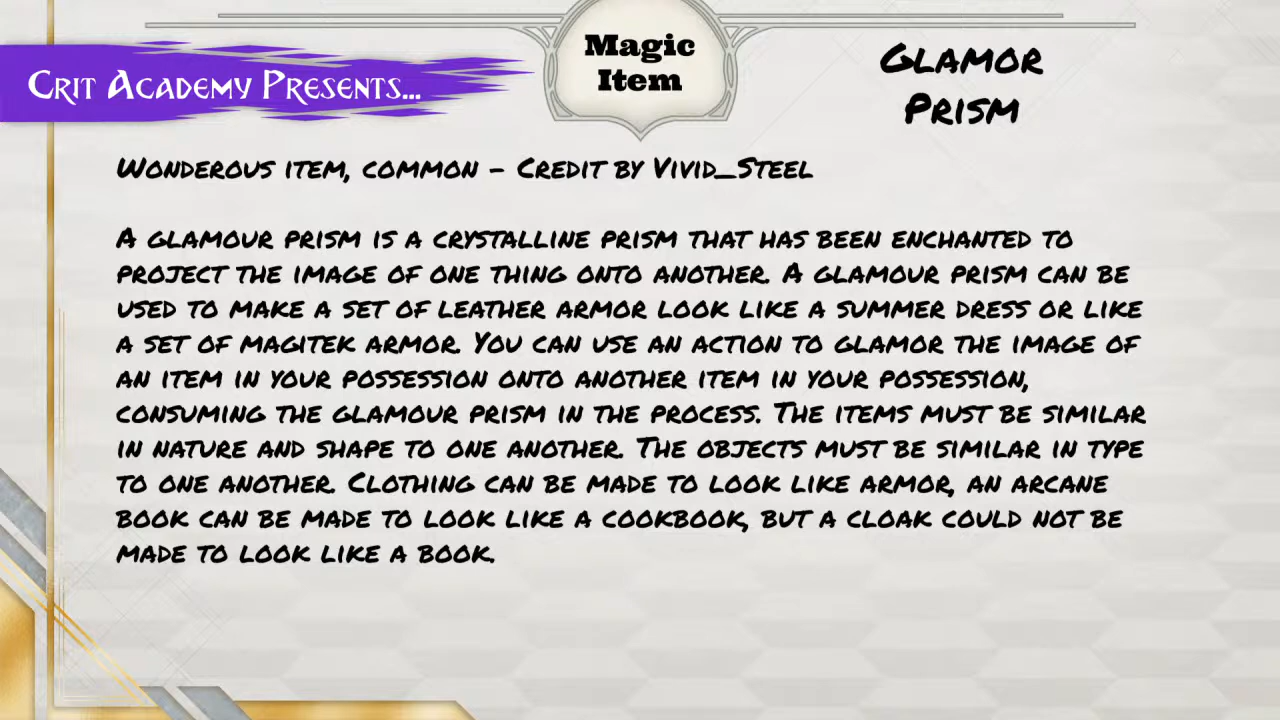 Crit Academy Presents...
Magic
Item
Glamor
Prism
Wonderous item, common - Credit by Vivid_Steel
A glamour prism is a crystalline prism that has been enchanted to
project the image of one thing onto another. A glamour prism can be
used to make a set of leather armor look like a summer dress or like
a set of magitek armor. You can use an action to glamor the image of
an item in your possession onto another item in your possession,
consuming the glamour prism in the process. The items must be similar
in nature and shape to one another. The objects must be similar in type
to one another. Clothing can be made to look like armor, an arcane
book can be made to look like a cookbook, but a cloak could not be
made to look like a book.